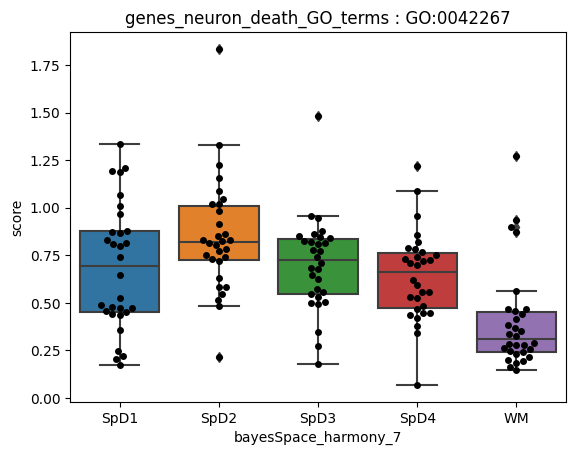 genes_neuron_death_GO_terms : GO:0042267
score
1.75
1.50
1.25
1.00
0.75
0.50
0.25
0.00
SpD1 SpD2 SpD3 SpD4 WM
bayesSpace_harmony_7